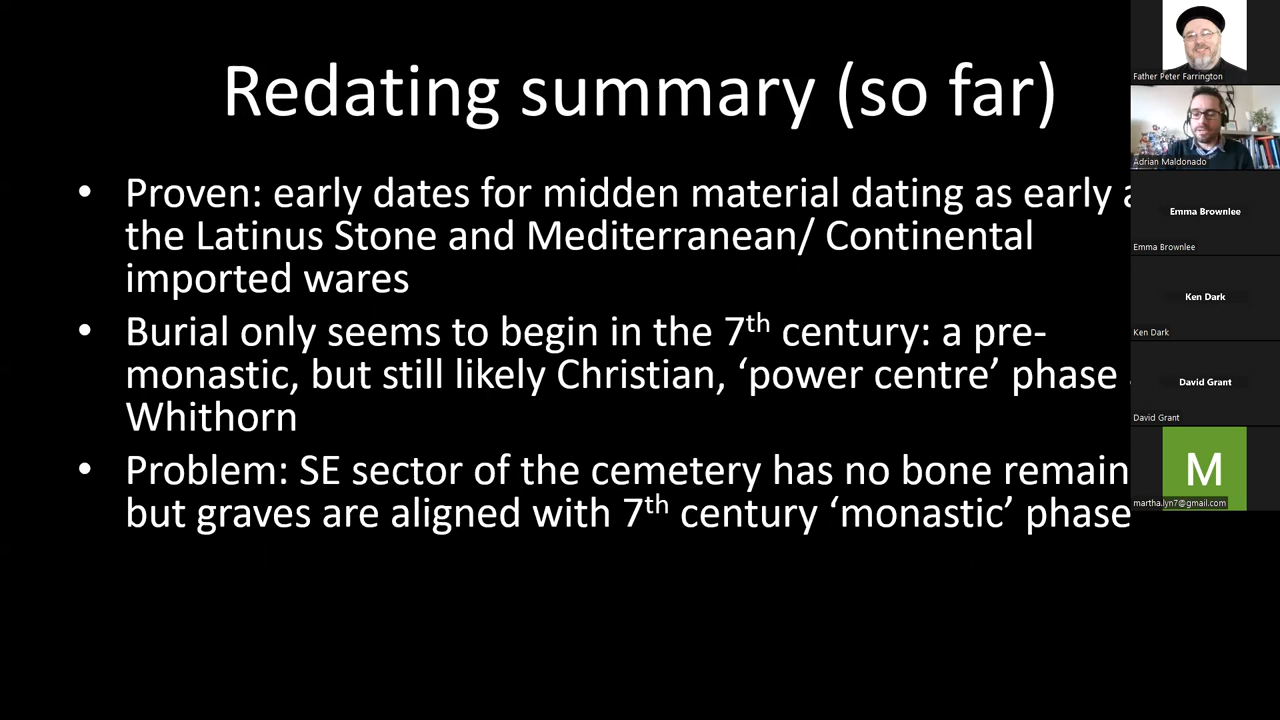 Redating summary (so far)
• Proven: early dates for midden material dating as early
the Latinus Stone and Mediterranean/ Continental
imported wares
• Burial only seems to begin in the 7th century: a pre-
monastic, but still likely Christian, ‘power centre’ phase
Whithorn
• Problem: SE sector of the cemetery has no bone remain
but graves are aligned with 7th century ‘monastic’ phase
Father Peter Farrington
Adrian Maldonado
Emma Brownlee
Emma Brownlee
Ken Dark
Ken Dark
David Grant
David Grant
M
martha.lyn7@gmail.com